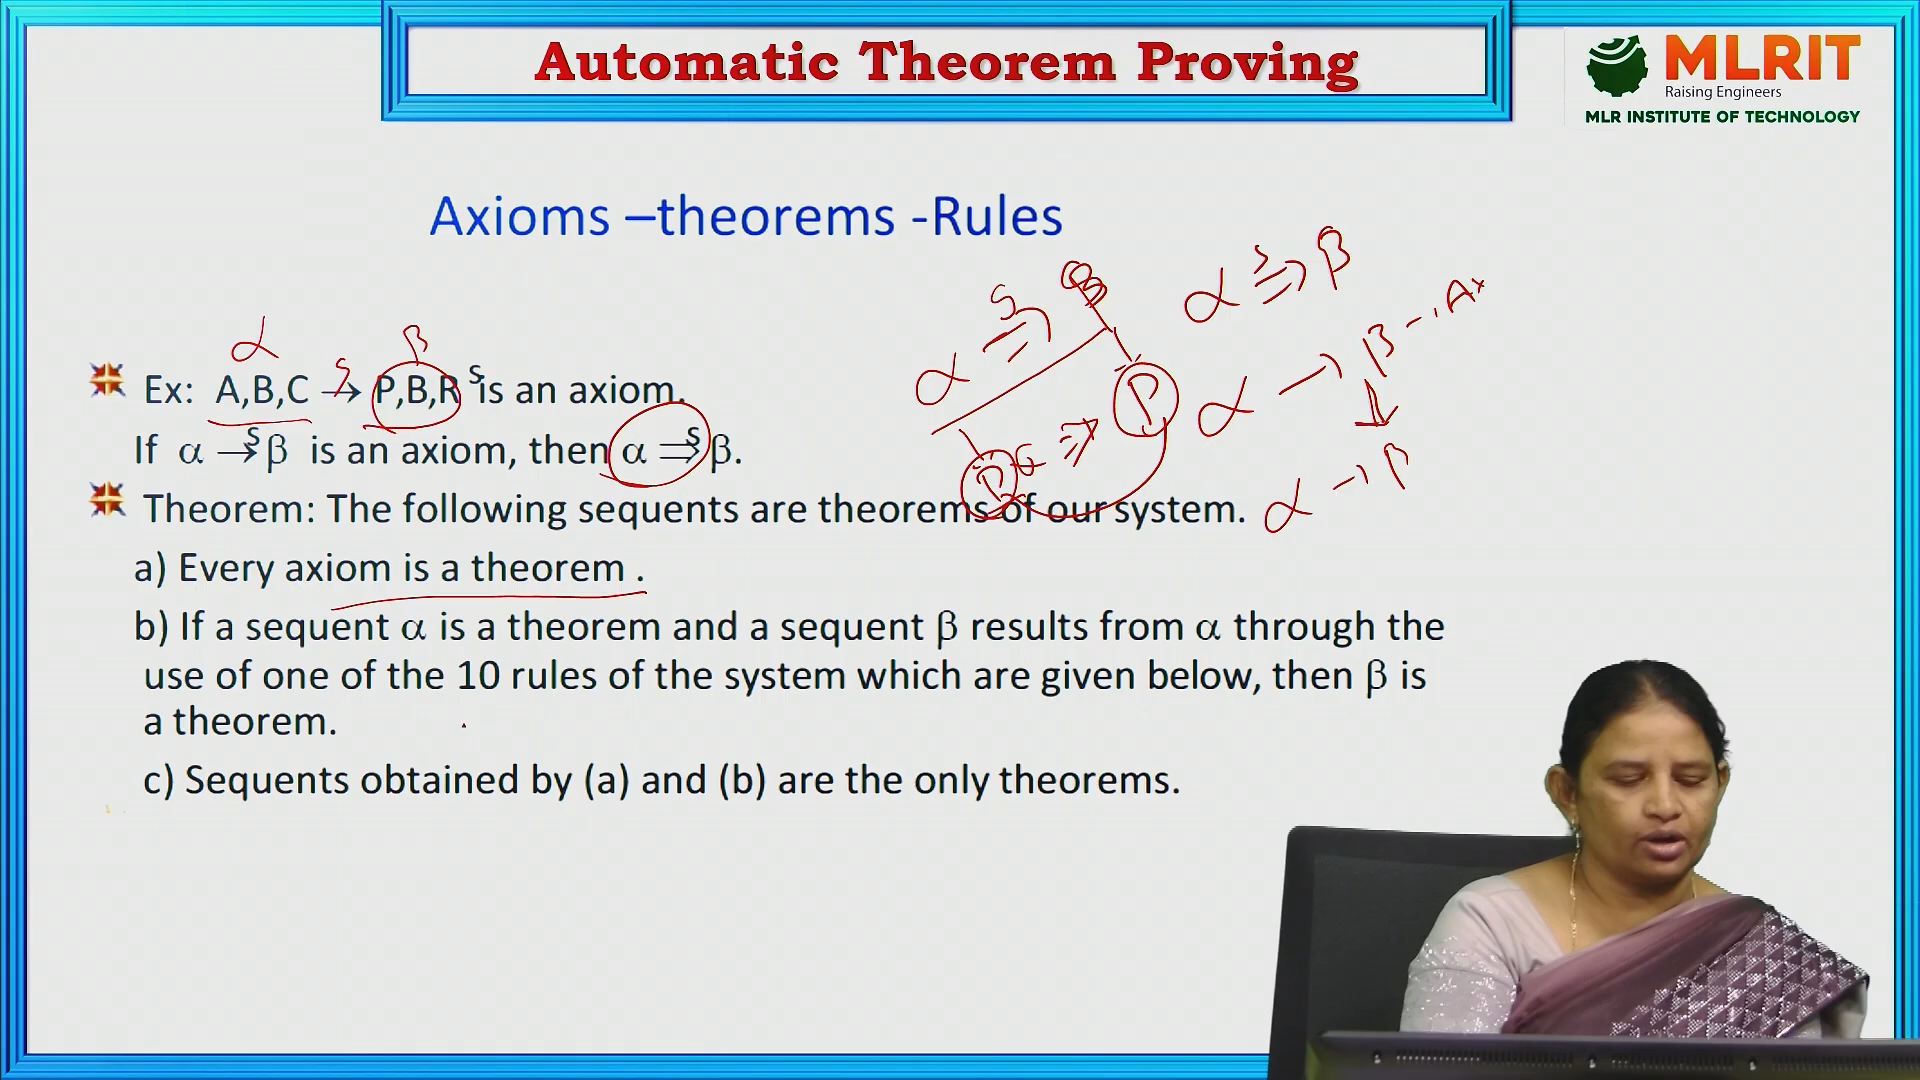 Automatic Theorem Proving
MLRIT
Raising Engineers
MLR INSTITUTE OF TECHNOLOGY
Axioms –theorems -Rules
α s⇒ β
α s⇒ B
α → β - Ax
α β
Ex: A,B,C s→ P,B,R s is an axiom.
If α →s β is an axiom, then α ⇒s β.
P ⇒ P
α → β
Theorem: The following sequents are theorems of our system.
a) Every axiom is a theorem .
b) If a sequent α is a theorem and a sequent β results from α through the
use of one of the 10 rules of the system which are given below, then β is
a theorem.
c) Sequents obtained by (a) and (b) are the only theorems.